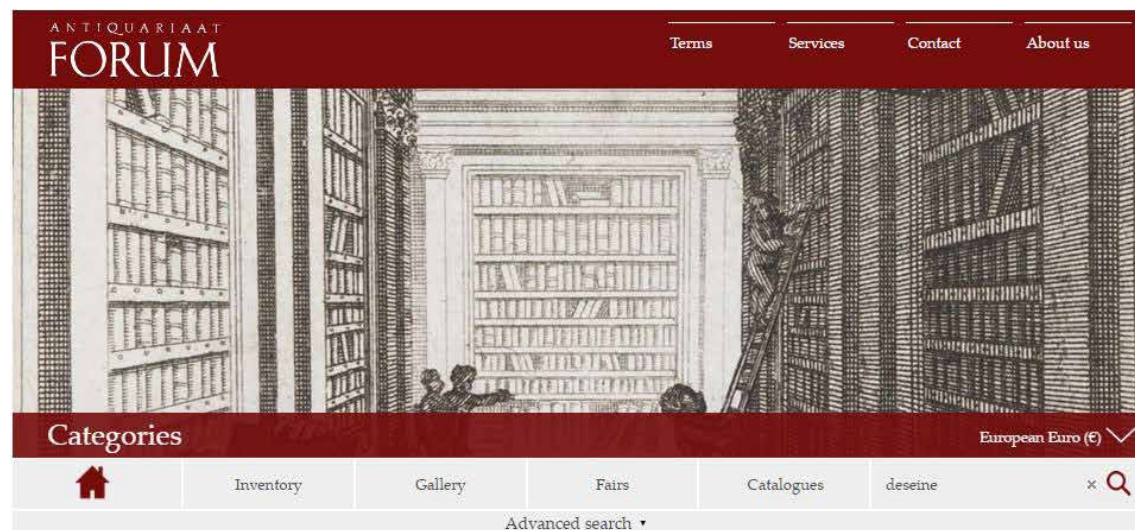 ANTIQUARIAAT
FORUM
Terms Services Contact About us
Categories
European Euro (€)
Inventory Gallery Fairs Catalogues deseine ×
Advanced search ▾